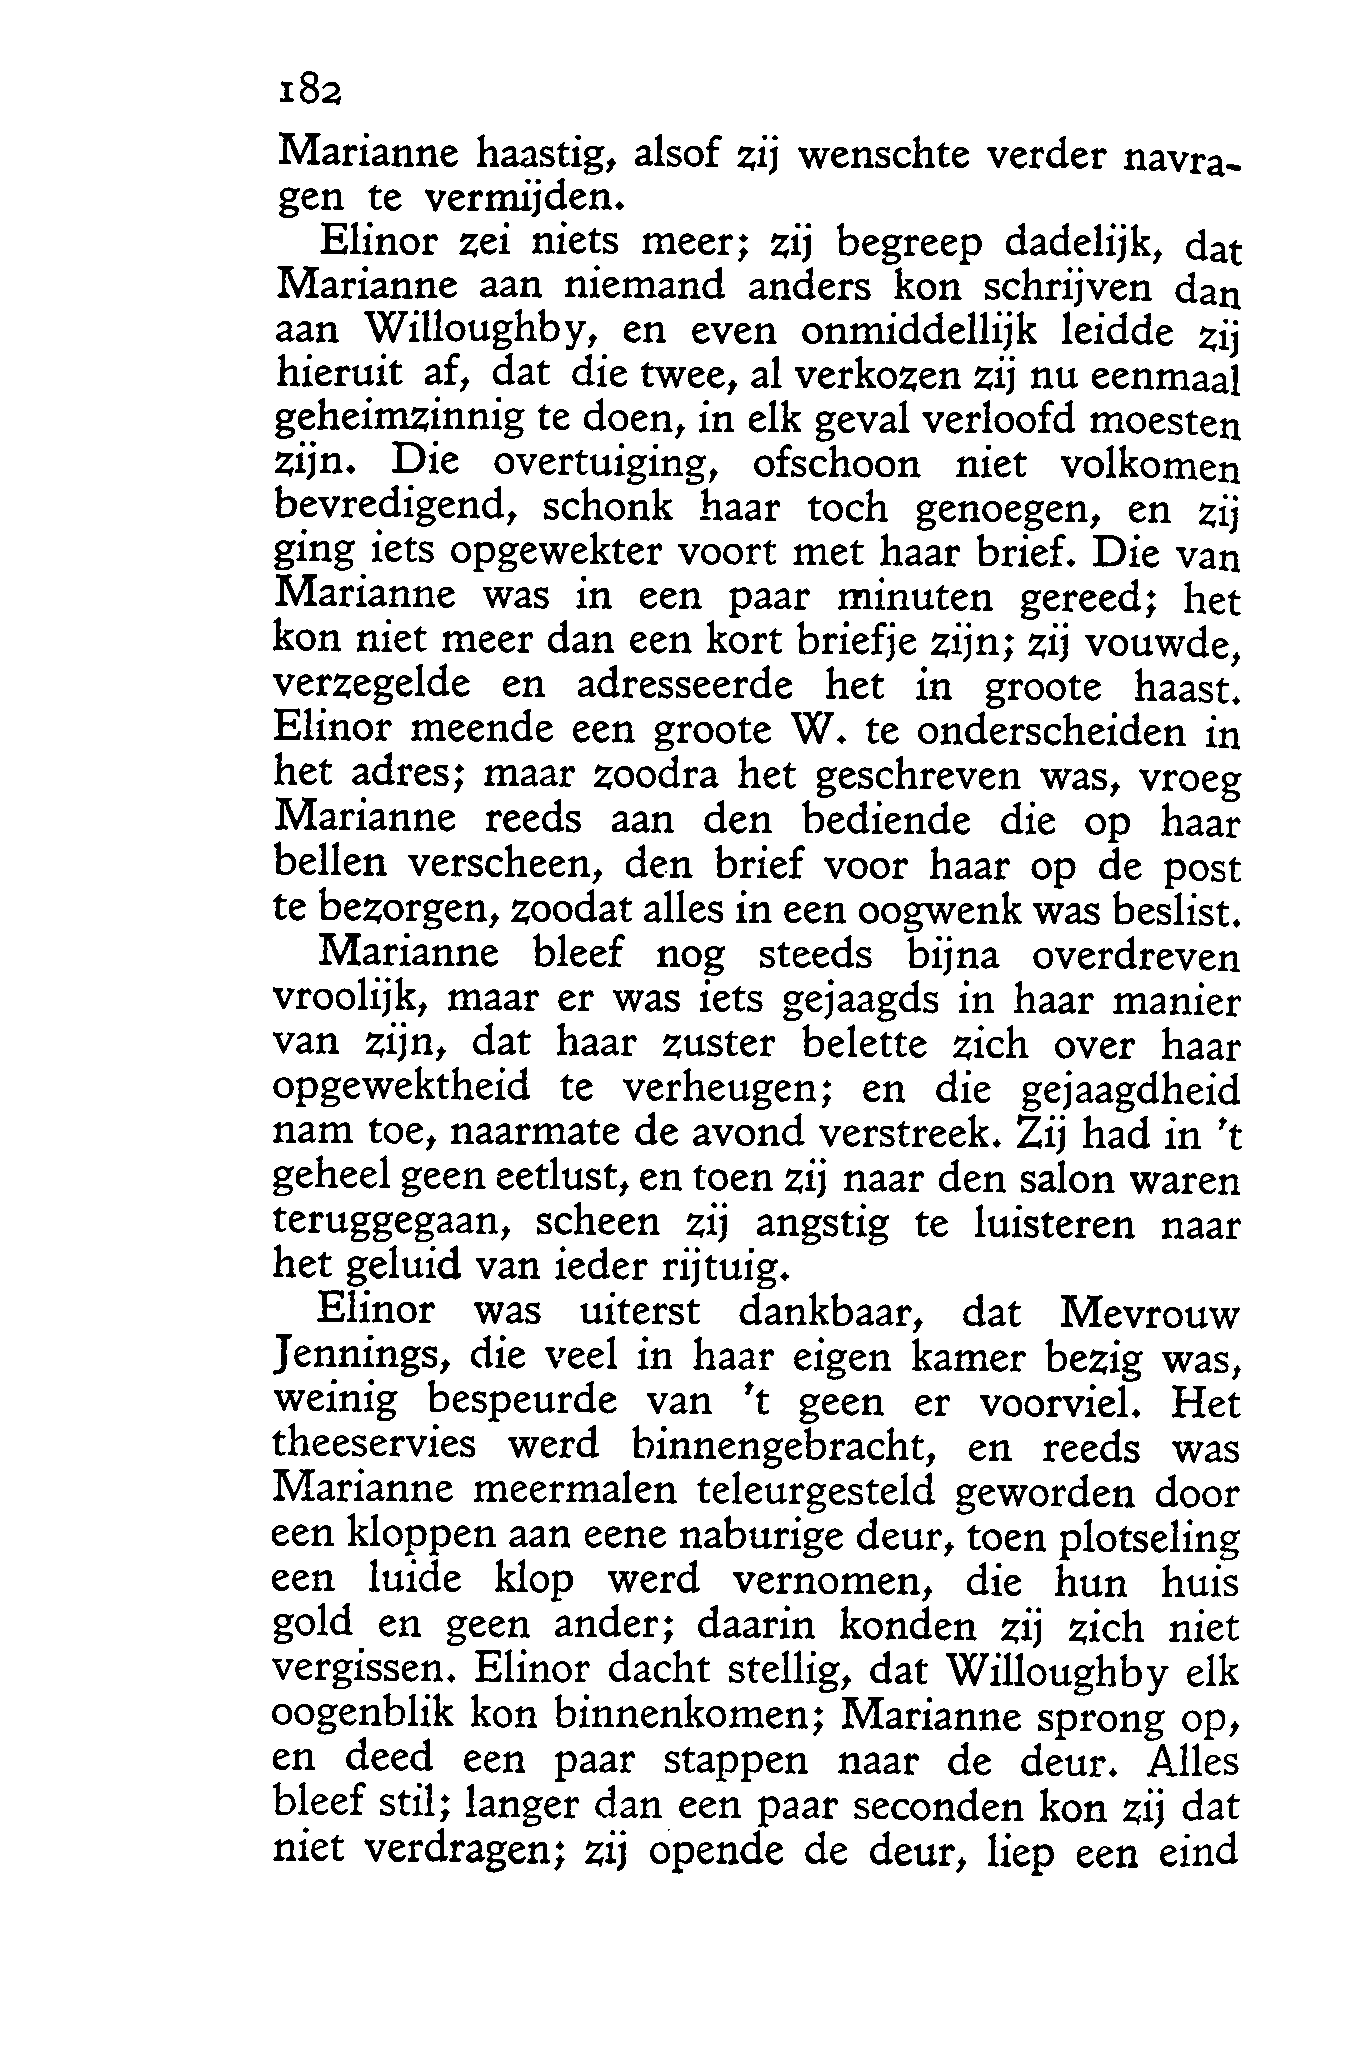 182
Marianne haastig, alsof zij wenschte verder navra-
gen te vermijden.
Elinor zei niets meer; zij begreep dadelijk, dat
Marianne aan niemand anders kon schrijven dan
aan Willoughby, en even onmiddellijk leidde zij
hieruit af, dat die twee, al verkozen zij nu eenmaal
geheimzinnig te doen, in elk geval verloofd moesten
zijn. Die overtuiging, ofschoon niet volkomen
bevredigend, schonk haar toch genoegen, en zij
ging iets opgewekter voort met haar brief. Die van
Marianne was in een paar minuten gereed; het
kon niet meer dan een kort briefje zijn; zij vouwde,
verzegelde en adresseerde het in groote haast.
Elinor meende een groote W. te onderscheiden in
het adres; maar zoodra het geschreven was, vroeg
Marianne reeds aan den bediende die op haar
bellen verscheen, den brief voor haar op de post
te bezorgen, zoodat alles in een oogwenk was beslist.
Marianne bleef nog steeds bijna overdreven
vroolijk, maar er was iets gejaagds in haar manier
van zijn, dat haar zuster belette zich over haar
opgewektheid te verheugen; en die gejaagdheid
nam toe, naarmate de avond verstreek. Zij had in 't
geheel geen eetlust, en toen zij naar den salon waren
teruggegaan, scheen zij angstig te luisteren naar
het geluid van ieder rijtuig.
Elinor was uiterst dankbaar, dat Mevrouw
Jennings, die veel in haar eigen kamer bezig was,
weinig bespeurde van 't geen er voorviel. Het
theeservies werd binnengebracht, en reeds was
Marianne meermalen teleurgesteld geworden door
een kloppen aan eene naburige deur, toen plotseling
een luide klop werd vernomen, die hun huis
gold en geen ander; daarin konden zij zich niet
vergissen. Elinor dacht stellig, dat Willoughby elk
oogenblik kon binnenkomen; Marianne sprong op,
en deed een paar stappen naar de deur. Alles
bleef stil; langer dan een paar seconden kon zij dat
niet verdragen; zij opende de deur, liep een eind